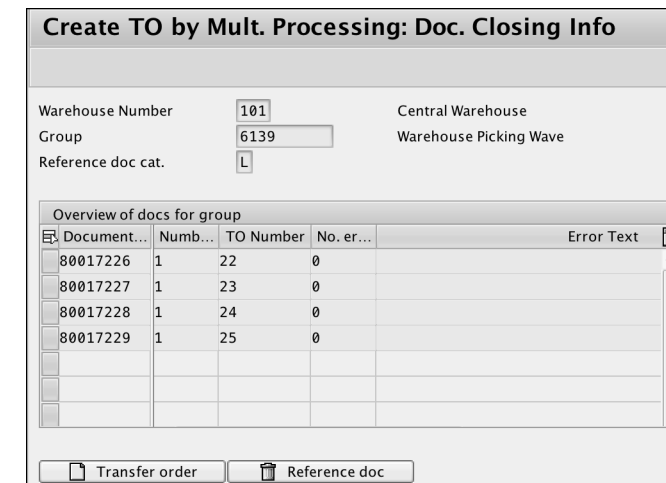 Create TO by Mult. Processing: Doc. Closing Info
Warehouse Number 101 Central Warehouse
Group 6139 Warehouse Picking Wave
Reference doc cat. L
Overview of docs for group
Document... Numb... TO Number No. er... Error Text
80017226 1 22 0
80017227 1 23 0
80017228 1 24 0
80017229 1 25 0
Transfer order Reference doc